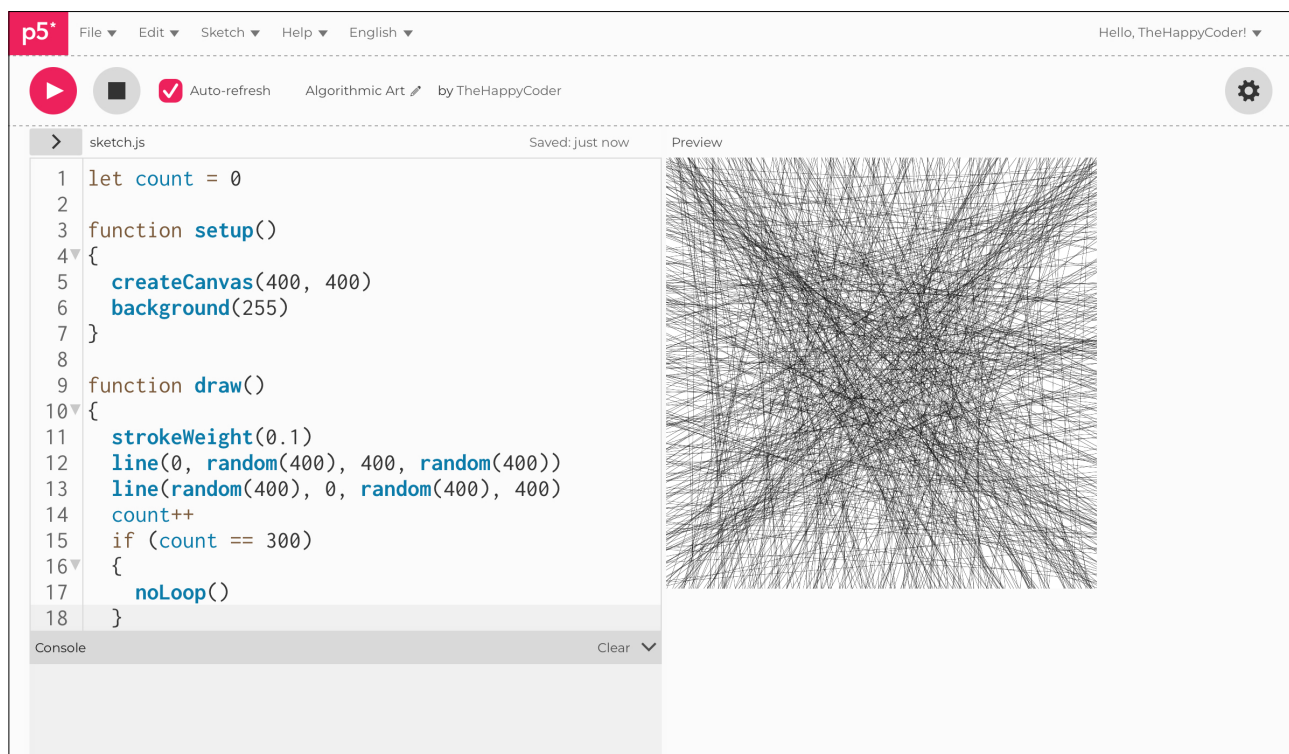 p5* File Edit Sketch Help English Hello, TheHappyCoder!
Auto-refresh Algorithmic Art by TheHappyCoder
sketch.js Saved: just now Preview
1 let count = 0
2
3 function setup()
4 {
5   createCanvas(400, 400)
6   background(255)
7 }
8
9 function draw()
10 {
11   strokeWeight(0.1)
12   line(0, random(400), 400, random(400))
13   line(random(400), 0, random(400), 400)
14   count++
15   if (count == 300)
16   {
17     noLoop()
18   }
Console Clear